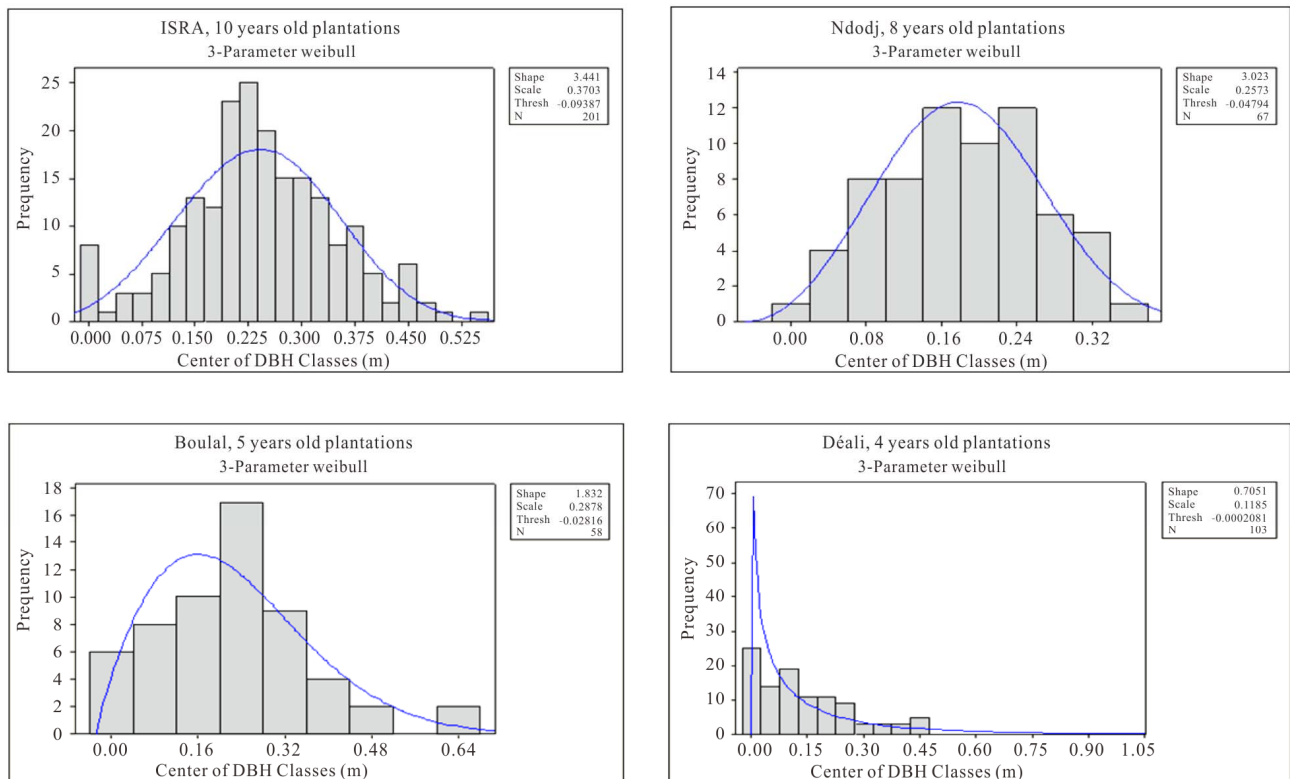 ISRA, 10 years old plantations
3-Parameter weibull
Prequency
25
20
15
10
5
0
0.000 0.075 0.150 0.225 0.300 0.375 0.450 0.525
Center of DBH Classes (m)
Shape 3.441
Scale 0.3703
Thresh -0.09387
N 201
Ndodj, 8 years old plantations
3-Parameter weibull
Prequency
14
12
10
8
6
4
2
0
0.00 0.08 0.16 0.24 0.32
Center of DBH Classes (m)
Shape 3.023
Scale 0.2573
Thresh -0.04794
N 67
Boulal, 5 years old plantations
3-Parameter weibull
Prequency
18
16
14
12
10
8
6
4
2
0
0.00 0.16 0.32 0.48 0.64
Center of DBH Classes (m)
Shape 1.832
Scale 0.2878
Thresh -0.02816
N 58
Déali, 4 years old plantations
3-Parameter weibull
Prequency
70
60
50
40
30
20
10
0
0.00 0.15 0.30 0.45 0.60 0.75 0.90 1.05
Center of DBH Classes (m)
Shape 0.7051
Scale 0.1185
Thresh -0.0002081
N 103